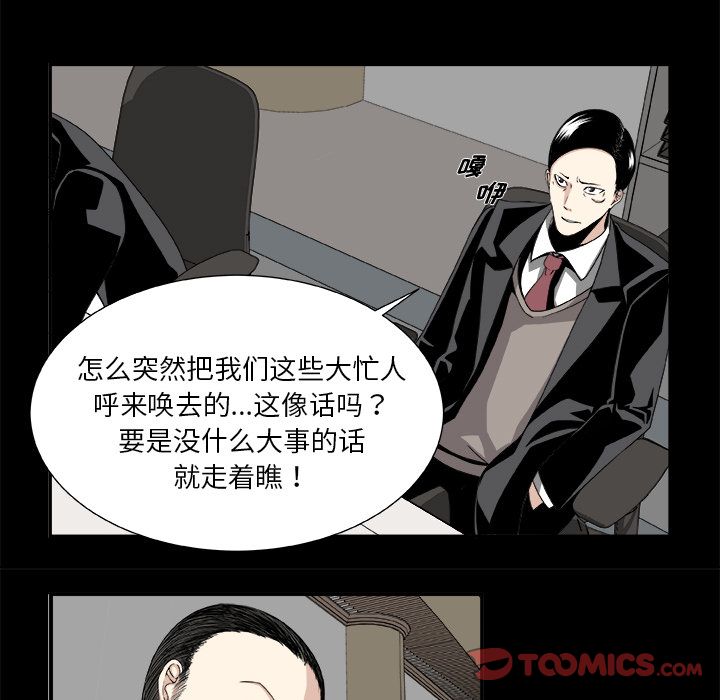 嘎
咿
怎么突然把我们这些大忙人
呼来唤去的...这像话吗？
要是没什么大事的话
就走着瞧！
TOOMICS.COM